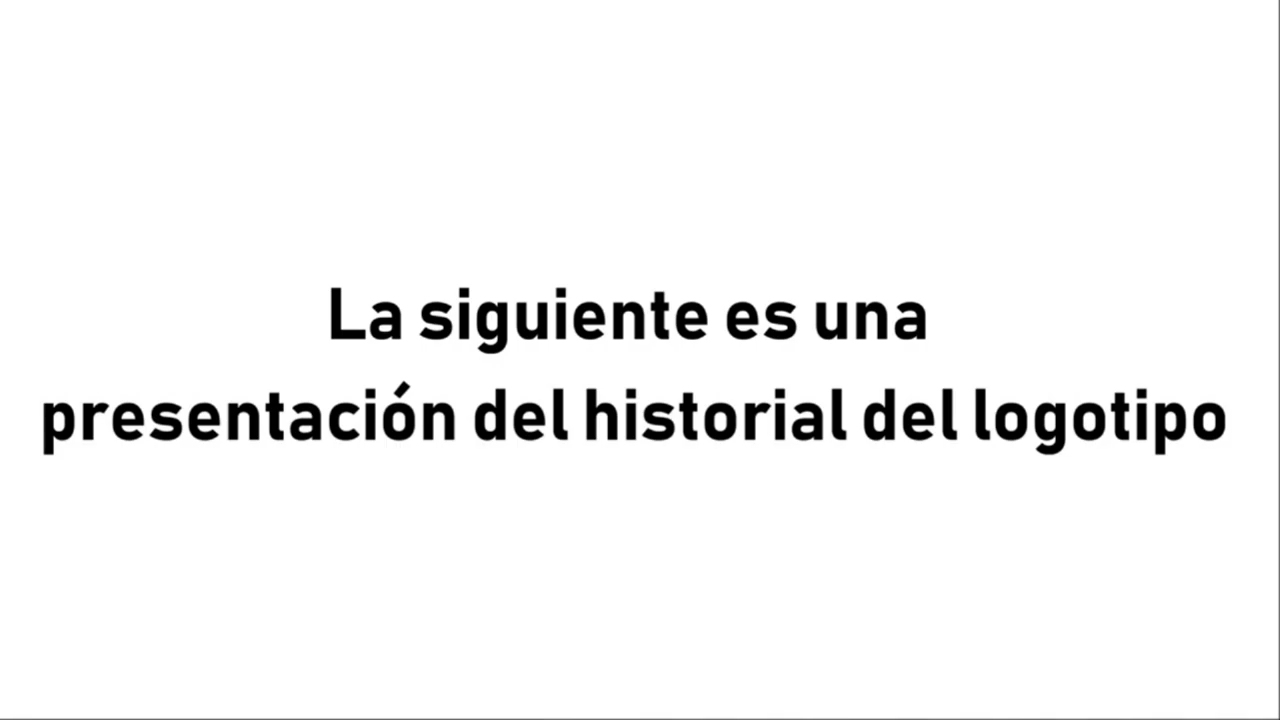 La siguiente es una
presentación del historial del logotipo